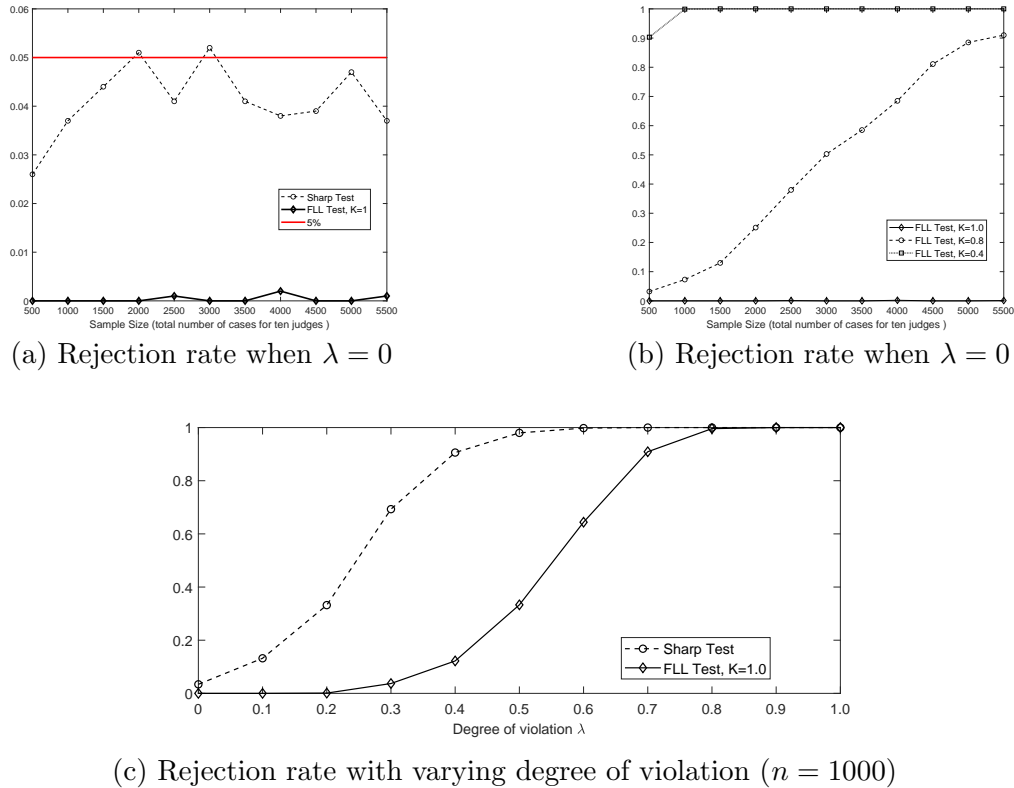 0.06
0.05
0.04
0.03
0.02
0.01
0
500 1000 1500 2000 2500 3000 3500 4000 4500 5000 5500
Sample Size (total number of cases for ten judges )
Sharp Test
FLL Test, K=1
5%
(a) Rejection rate when λ = 0
1
0.9
0.8
0.7
0.6
0.5
0.4
0.3
0.2
0.1
0
500 1000 1500 2000 2500 3000 3500 4000 4500 5000 5500
Sample Size (total number of cases for ten judges )
FLL Test, K=1.0
FLL Test, K=0.8
FLL Test, K=0.4
(b) Rejection rate when λ = 0
1
0.8
0.6
0.4
0.2
0
0 0.1 0.2 0.3 0.4 0.5 0.6 0.7 0.8 0.9 1.0
Degree of violation λ
Sharp Test
FLL Test, K=1.0
(c) Rejection rate with varying degree of violation (n = 1000)